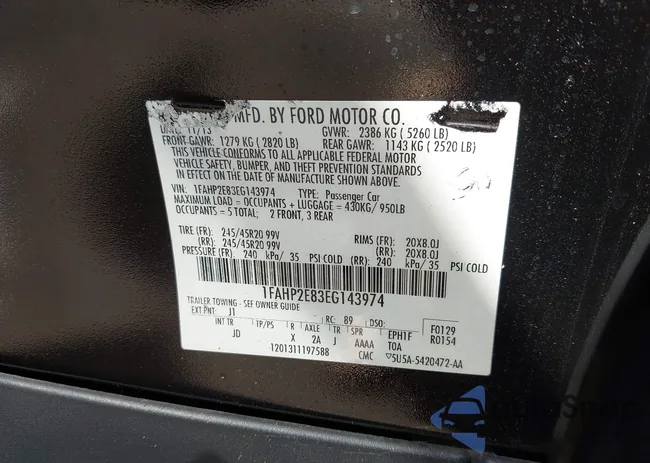 MFD. BY FORD MOTOR CO.
DATE: 11/13 GVWR: 2386 KG ( 5260 LB)
FRONT GAWR: 1279 KG ( 2820 LB) REAR GAWR: 1143 KG ( 2520 LB)
THIS VEHICLE CONFORMS TO ALL APPLICABLE FEDERAL MOTOR
VEHICLE SAFETY, BUMPER, AND THEFT PREVENTION STANDARDS
IN EFFECT ON THE DATE OF MANUFACTURE SHOWN
ABOVE.
VIN: 1FAHP2E83EG143974 TYPE: Passenger Car
MAXIMUM LOAD = OCCUPANTS + LUGGAGE = 430KG/ 950LB
OCCUPANTS = 5 TOTAL; 2 FRONT, 3 REAR
TIRE (FR): 245/45R20 99V RIMS (FR): 20X8.0J
(RR): 245/45R20 99V (RR): 20X8.0J
PRESSURE (FR): 240 kPa/ 35 PSI COLD (RR): 240 kPa/ 35 PSI COLD
1FAHP2E83EG143974
TRAILER TOWING - SEE OWNER GUIDE
EXT PNT: J1 RC: 89 DSO: F0129
INT TR TP/PS R AXLE TR SPR EPH1F R0154
JD X 2A J AAAA T0A
1201311197588 CMC 5U5A-5420472-AA